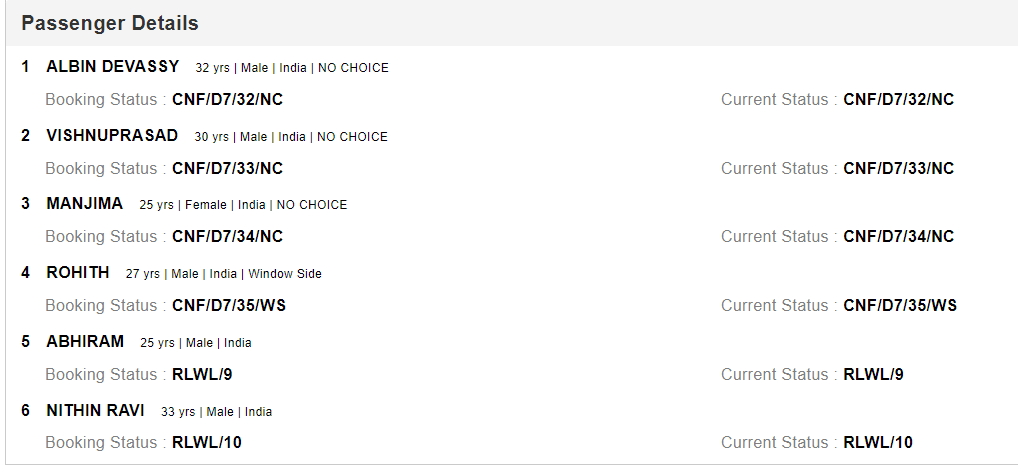 Passenger Details
1 ALBIN DEVASSY 32 yrs | Male | India | NO CHOICE
Booking Status : CNF/D7/32/NC Current Status : CNF/D7/32/NC
2 VISHNUPRASAD 30 yrs | Male | India | NO CHOICE
Booking Status : CNF/D7/33/NC Current Status : CNF/D7/33/NC
3 MANJIMA 25 yrs | Female | India | NO CHOICE
Booking Status : CNF/D7/34/NC Current Status : CNF/D7/34/NC
4 ROHITH 27 yrs | Male | India | Window Side
Booking Status : CNF/D7/35/WS Current Status : CNF/D7/35/WS
5 ABHIRAM 25 yrs | Male | India
Booking Status : RLWL/9 Current Status : RLWL/9
6 NITHIN RAVI 33 yrs | Male | India
Booking Status : RLWL/10 Current Status : RLWL/10